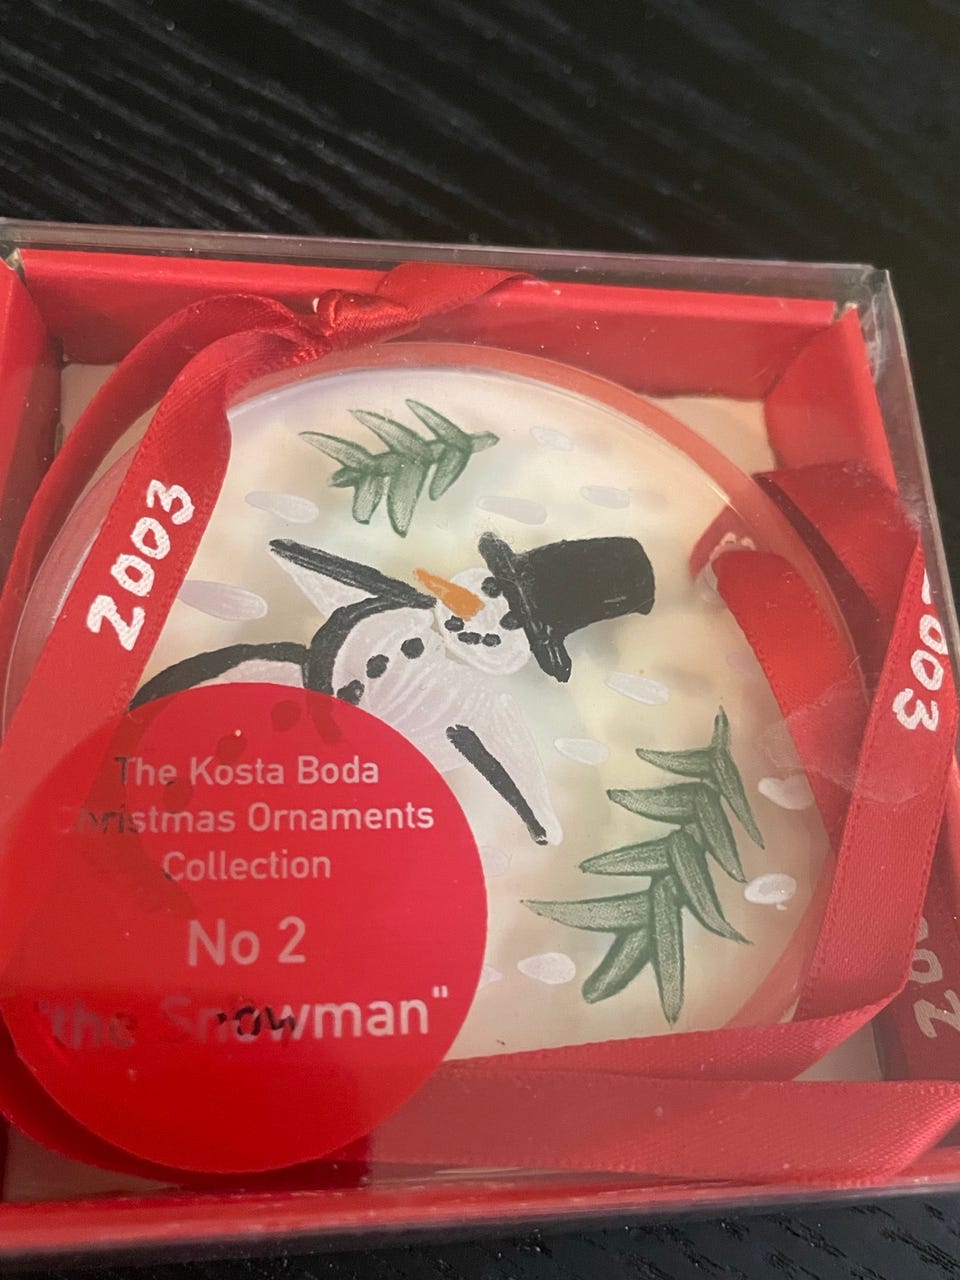 2003
2003
The Kosta Boda
Christmas Ornaments
Collection
No 2
"the Snowman"